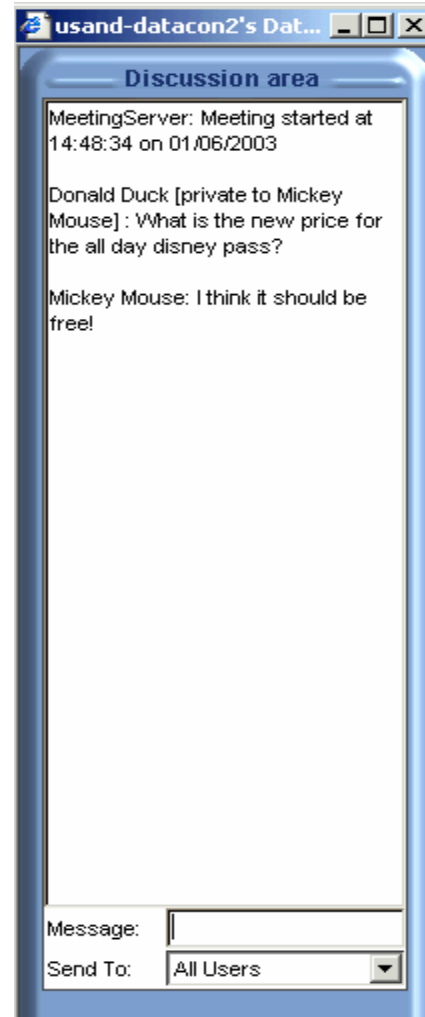 usand-datacon2's Dat...
Discussion area
MeetingServer: Meeting started at
14:48:34 on 01/06/2003
Donald Duck [private to Mickey
Mouse] : What is the new price for
the all day disney pass?
Mickey Mouse: I think it should be
free!
Message:
Send To: All Users